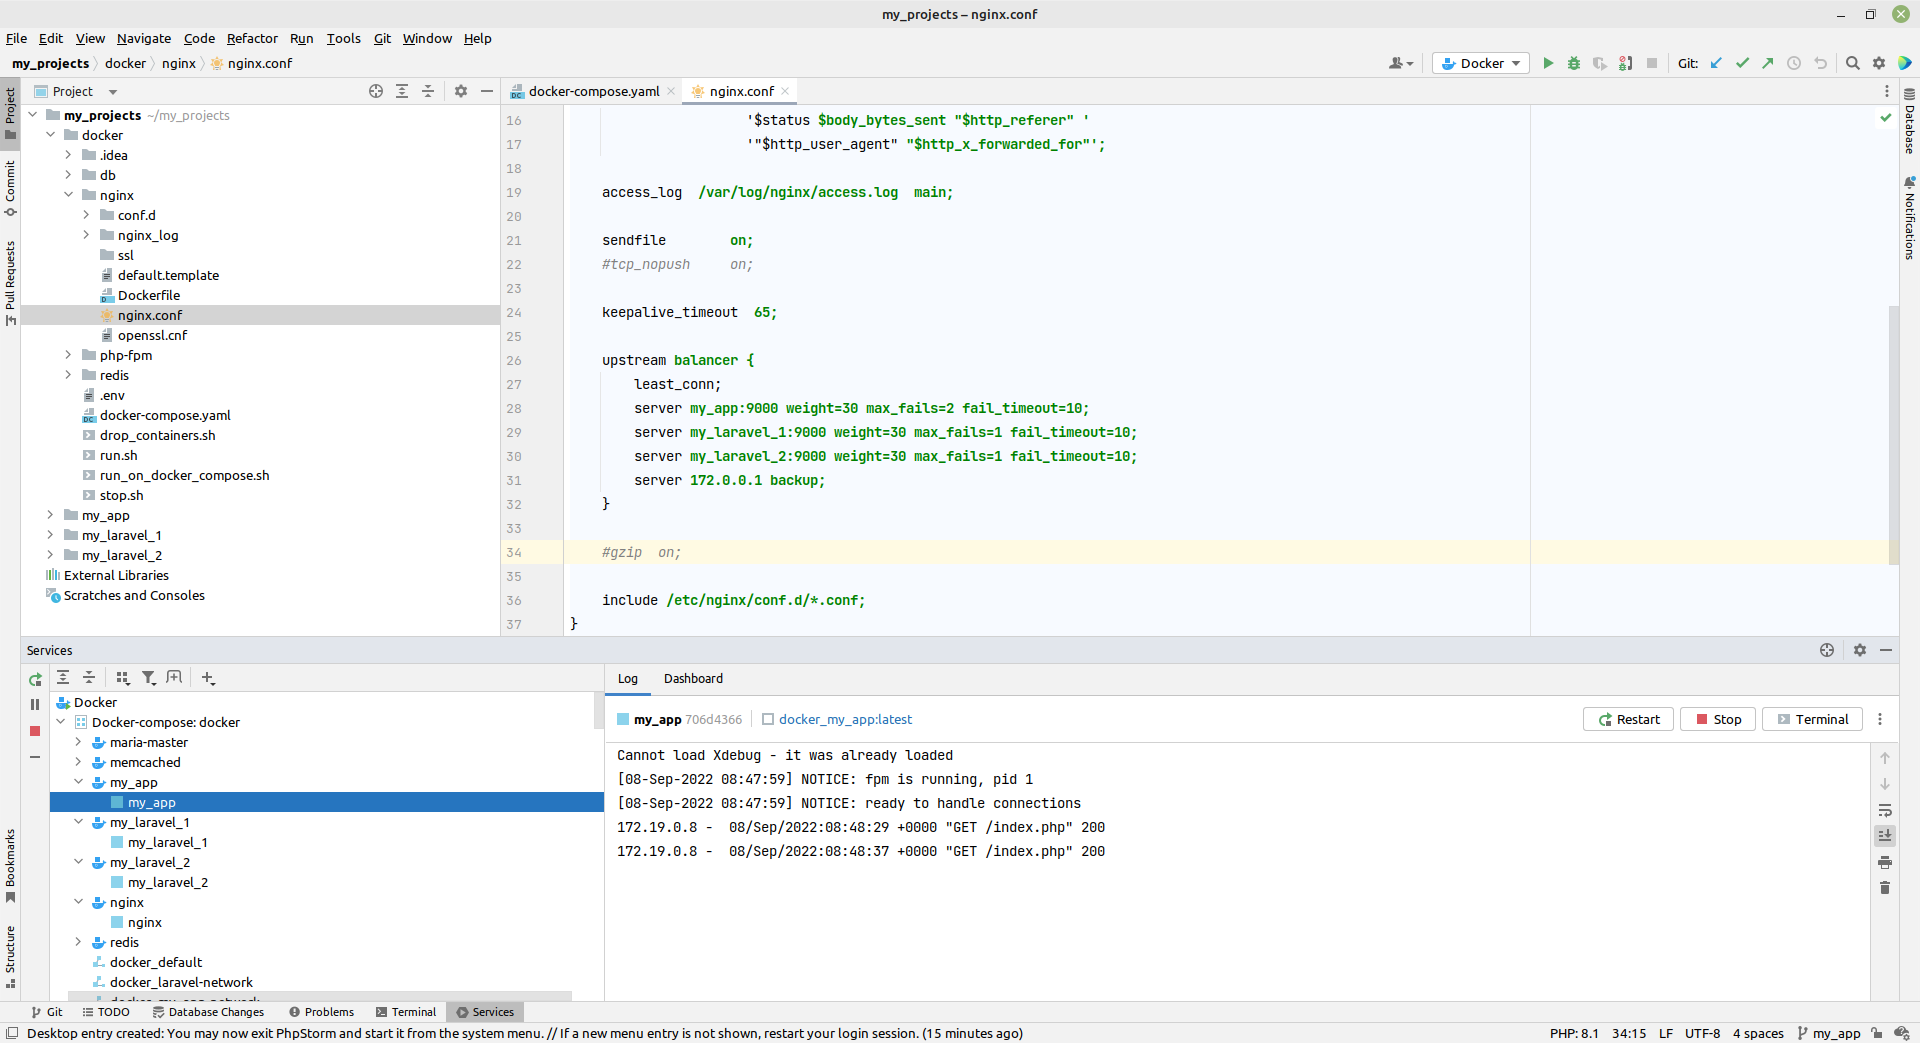 my_projects – nginx.conf
File Edit View Navigate Code Refactor Run Tools Git Window Help
my_projects docker nginx nginx.conf
Docker Git:
Project
Commit
Pull Requests
Bookmarks
Structure
Project
my_projects ~/my_projects
docker
.idea
db
nginx
conf.d
nginx_log
ssl
default.template
Dockerfile
nginx.conf
openssl.cnf
php-fpm
redis
.env
docker-compose.yaml
drop_containers.sh
run.sh
run_on_docker_compose.sh
stop.sh
my_app
my_laravel_1
my_laravel_2
External Libraries
Scratches and Consoles
docker-compose.yaml nginx.conf
16 '$status $body_bytes_sent "$http_referer" '
17 '"$http_user_agent" "$http_x_forwarded_for"';
18
19 access_log /var/log/nginx/access.log main;
20
21 sendfile on;
22 #tcp_nopush on;
23
24 keepalive_timeout 65;
25
26 upstream balancer {
27 least_conn;
28 server my_app:9000 weight=30 max_fails=2 fail_timeout=10;
29 server my_laravel_1:9000 weight=30 max_fails=1 fail_timeout=10;
30 server my_laravel_2:9000 weight=30 max_fails=1 fail_timeout=10;
31 server 172.0.0.1 backup;
32 }
33
34 #gzip on;
35
36 include /etc/nginx/conf.d/*.conf;
37 }
Database
Notifications
Services
Docker
Docker-compose: docker
maria-master
memcached
my_app
my_app
my_laravel_1
my_laravel_1
my_laravel_2
my_laravel_2
nginx
nginx
redis
docker_default
docker_laravel-network
docker_my_app-network
Log Dashboard
my_app 706d4366 docker_my_app:latest Restart Stop Terminal
Cannot load Xdebug - it was already loaded
[08-Sep-2022 08:47:59] NOTICE: fpm is running, pid 1
[08-Sep-2022 08:47:59] NOTICE: ready to handle connections
172.19.0.8 - 08/Sep/2022:08:48:29 +0000 "GET /index.php" 200
172.19.0.8 - 08/Sep/2022:08:48:37 +0000 "GET /index.php" 200
Git TODO Database Changes Problems Terminal Services
Desktop entry created: You may now exit PhpStorm and start it from the system menu. // If a new menu entry is not shown, restart your login session. (15 minutes ago) PHP: 8.1 34:15 LF UTF-8 4 spaces my_app